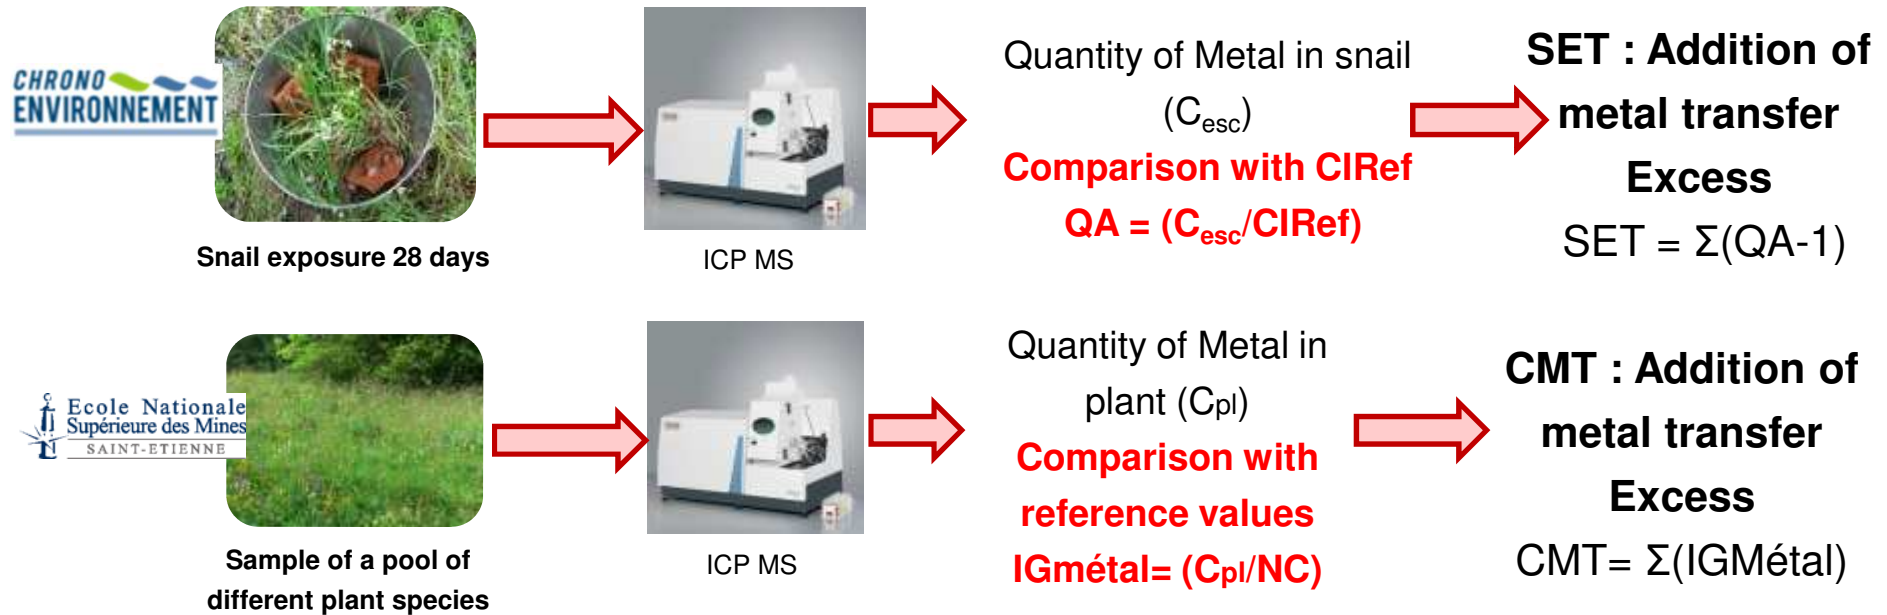 CHRONO
ENVIRONNEMENT
Snail exposure 28 days
ICP MS
Quantity of Metal in snail
(Cesc)
Comparison with CIRef
QA = (Cesc/CIRef)
SET : Addition of
metal transfer
Excess
SET = Σ(QA-1)
Ecole Nationale
Supérieure des Mines
SAINT-ETIENNE
Sample of a pool of
different plant species
ICP MS
Quantity of Metal in
plant (Cpl)
Comparison with
reference values
IGmétal= (Cpl/NC)
CMT : Addition of
metal transfer
Excess
CMT= Σ(IGMétal)